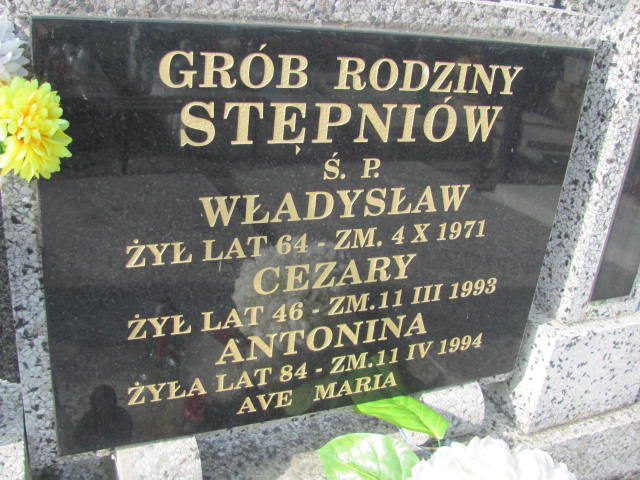 GRÓB RODZINY
STĘPNIÓW
Ś. P.
WŁADYSŁAW
ŻYŁ LAT 64 - ZM. 4 X 1971
CEZARY
ŻYŁ LAT 46 - ZM. 11 III 1993
ANTONINA
ŻYŁA LAT 84 - ZM. 11 IV 1994
AVE MARIA